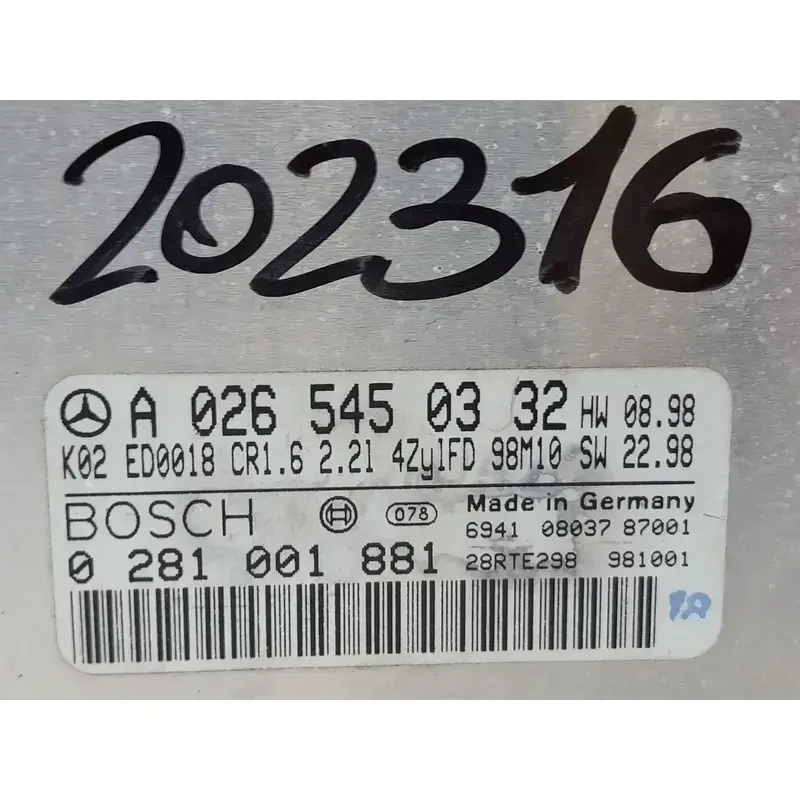 202316
A 026 545 03 32 HW 08.98
K02 ED0018 CR1.6 2.2l 4ZylFD 98M10 SW 22.98
BOSCH 078 Made in Germany
6941 08037 87001
0 281 001 881 28RTE298 981001